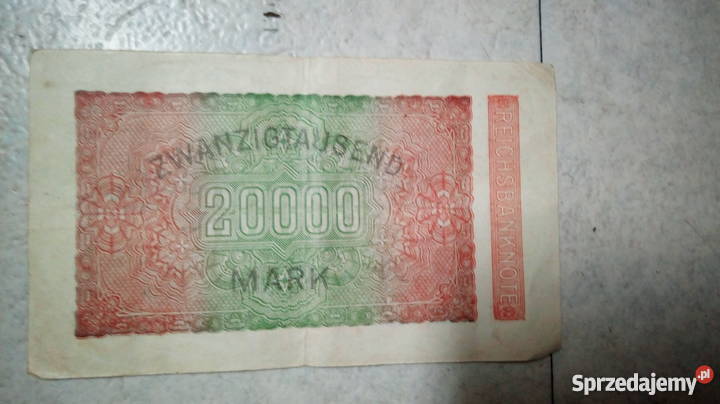 ZWANZIGTAUSEND
20000
MARK
REICHSBANKNOTE
Sprzedajemy.pl